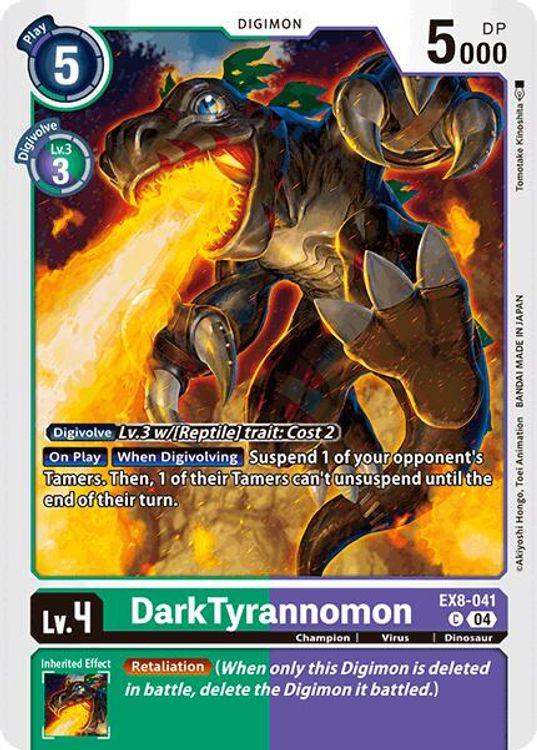 DIGIMON
Play
5
DP
5000
Digivolve
Lv.3
3
Tomotake Kinoshita
©Akiyoshi Hongo, Toei Animation BANDAI MADE IN JAPAN
Digivolve Lv.3 w/[Reptile] trait: Cost 2
On Play When Digivolving Suspend 1 of your opponent's
Tamers. Then, 1 of their Tamers can't unsuspend until the
end of their turn.
Lv.4
DarkTyrannomon
EX8-041
C 04
Champion | Virus | Dinosaur
Inherited Effect
Retaliation (When only this Digimon is deleted
in battle, delete the Digimon it battled.)